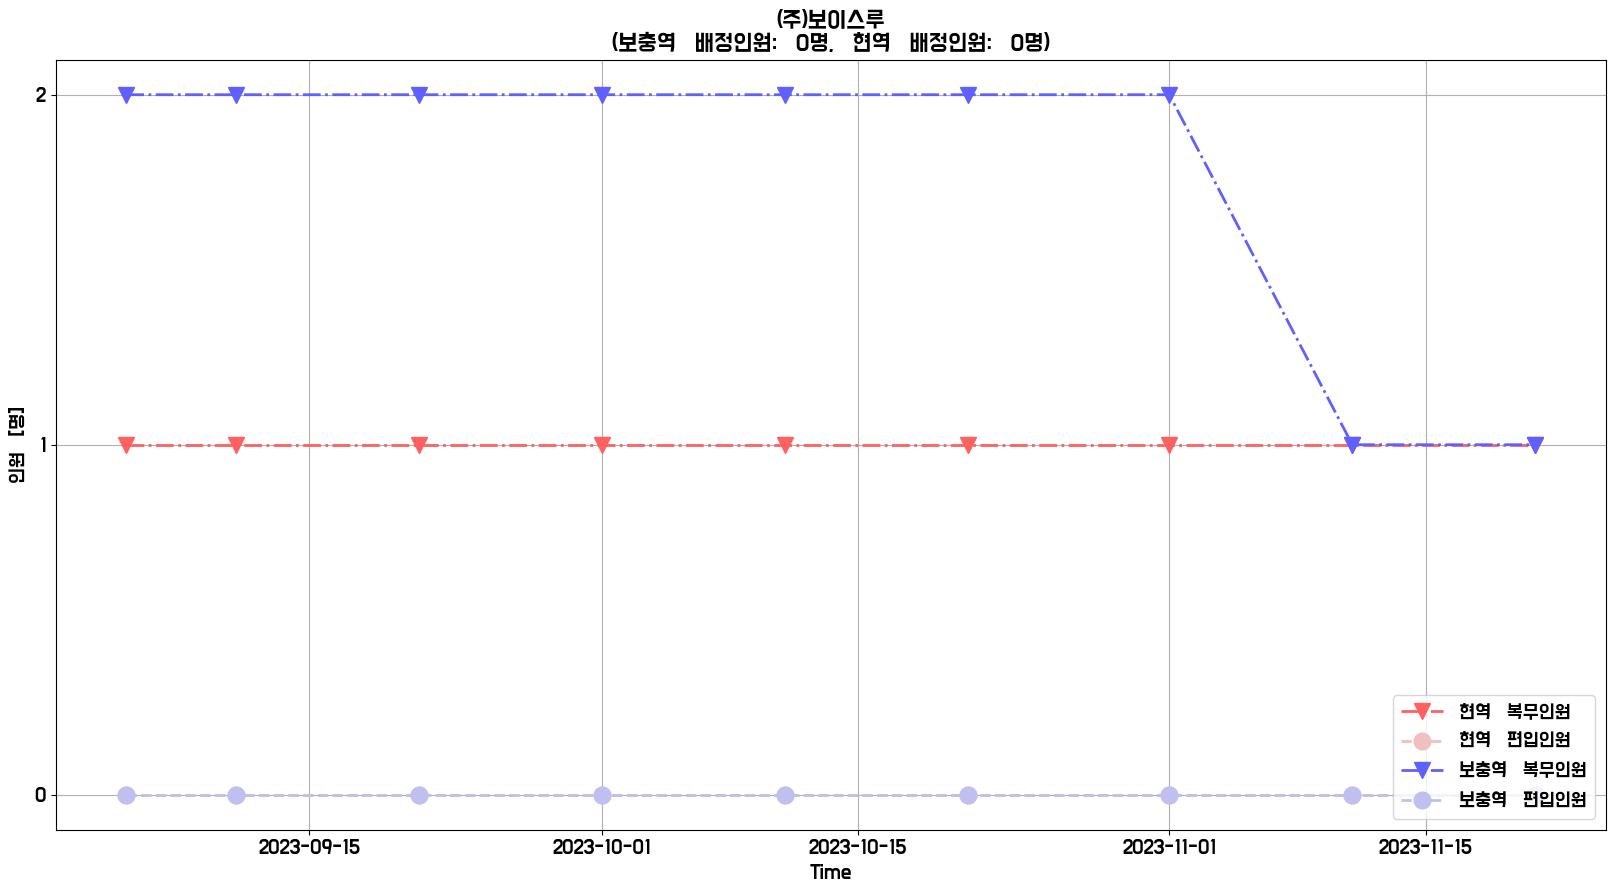 (주)보이스루
(보충역 배정인원: 0명, 현역 배정인원: 0명)
인원 [명]
2
1
0
현역 복무인원
현역 편입인원
보충역 복무인원
보충역 편입인원
2023-09-15
2023-10-01
2023-10-15
2023-11-01
2023-11-15
Time